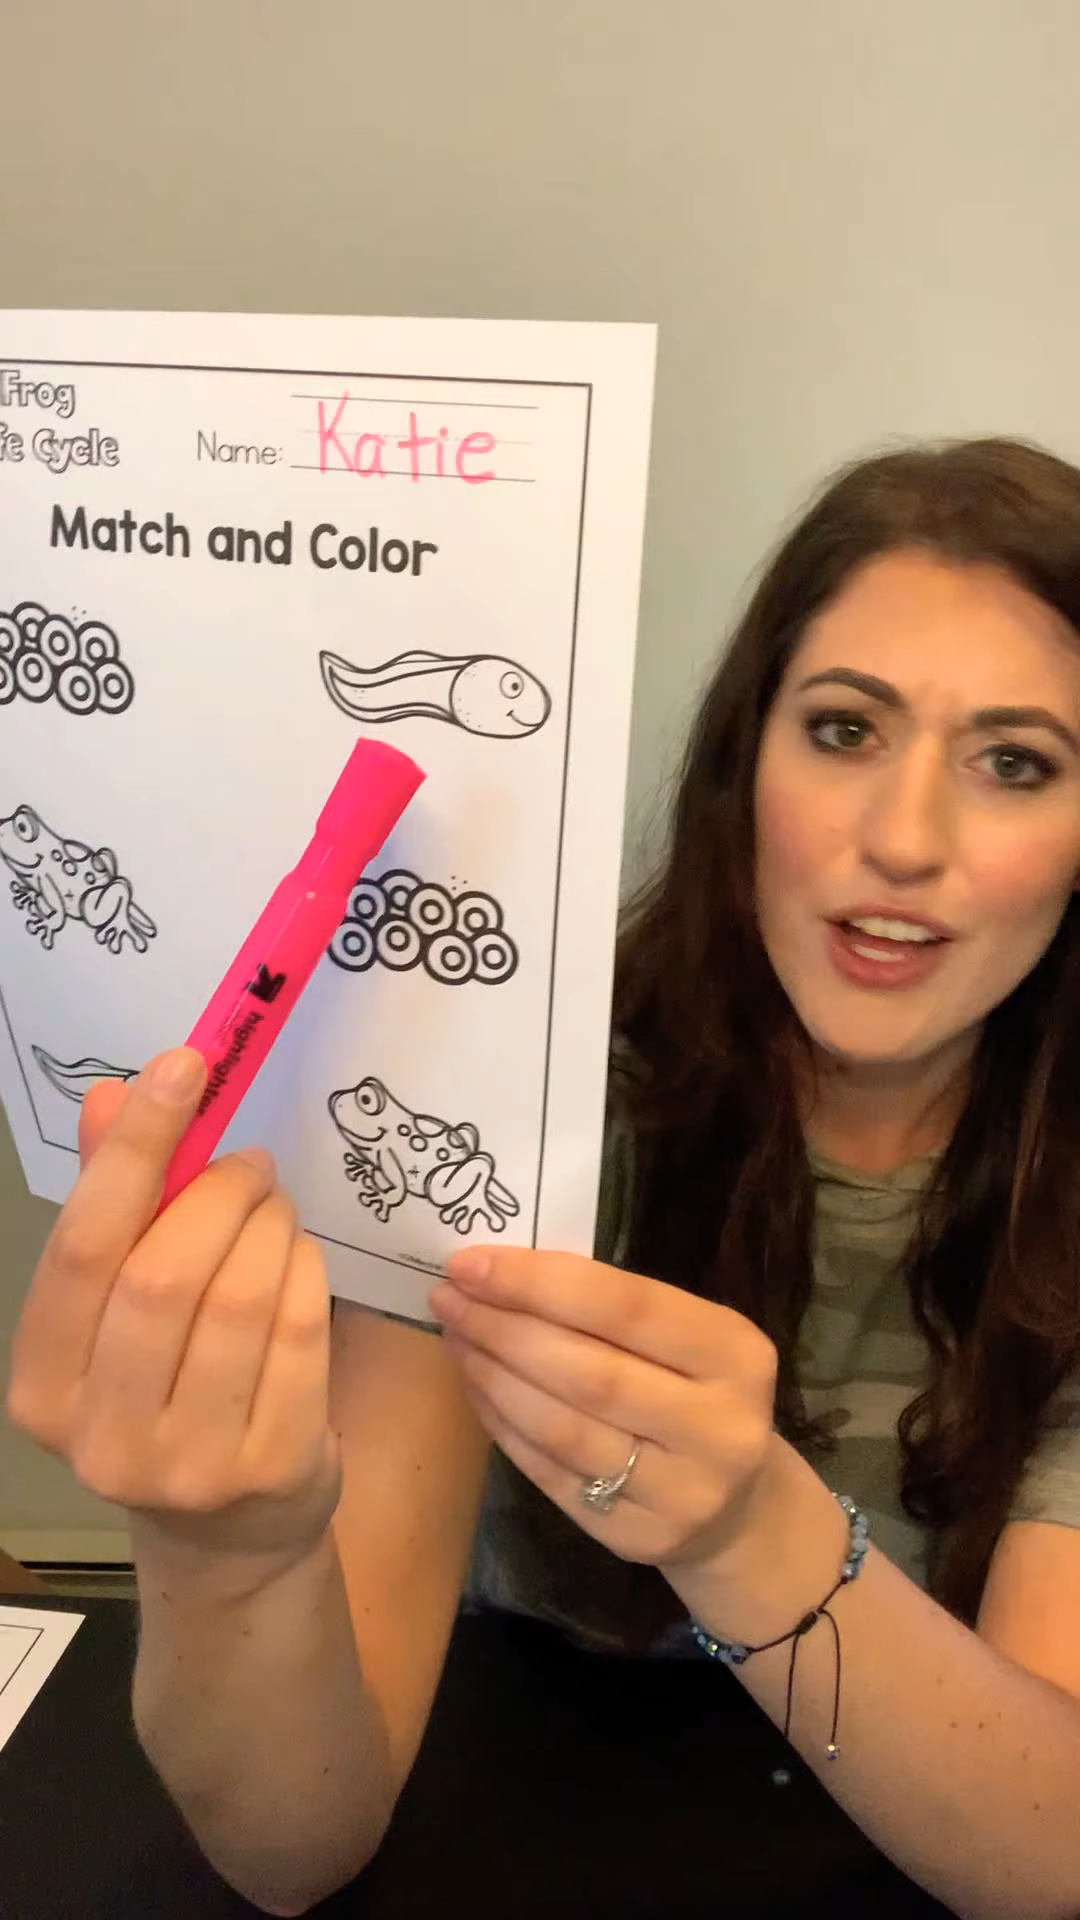 Frog
fe Cycle
Name: Katie
Match and Color
highlighter